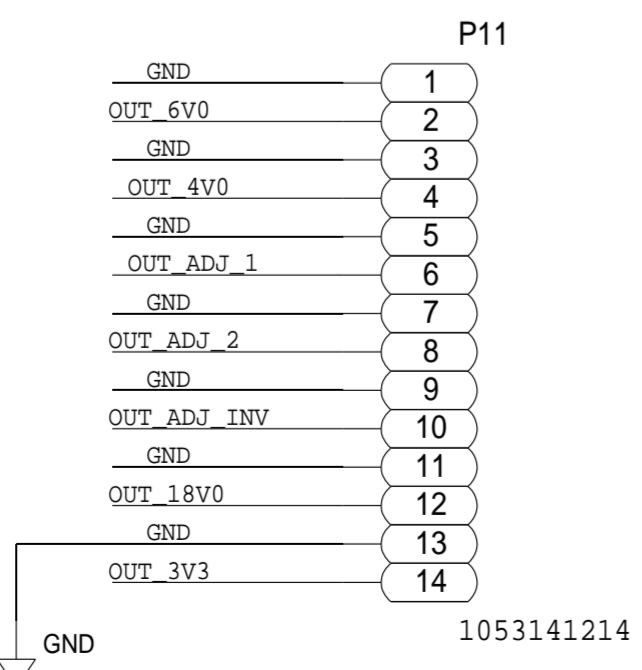 P11
GND 1
OUT_6V0 2
GND 3
OUT_4V0 4
GND 5
OUT_ADJ_1 6
GND 7
OUT_ADJ_2 8
GND 9
OUT_ADJ_INV 10
GND 11
OUT_18V0 12
GND 13
OUT_3V3 14
1053141214
GND